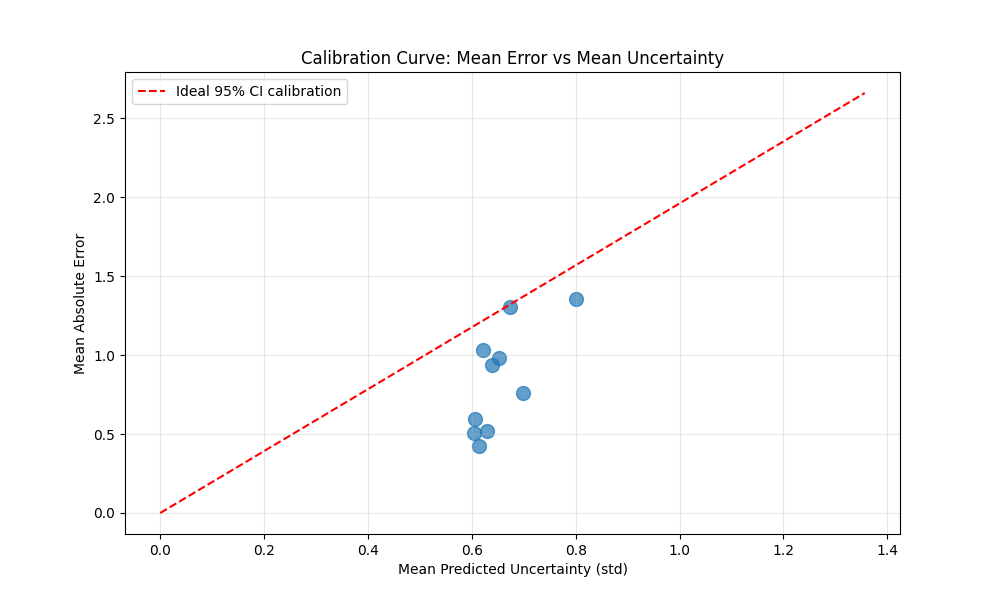 Calibration Curve: Mean Error vs Mean Uncertainty
Ideal 95% CI calibration
2.5
2.0
1.5
1.0
0.5
0.0
Mean Absolute Error
0.0 0.2 0.4 0.6 0.8 1.0 1.2 1.4
Mean Predicted Uncertainty (std)